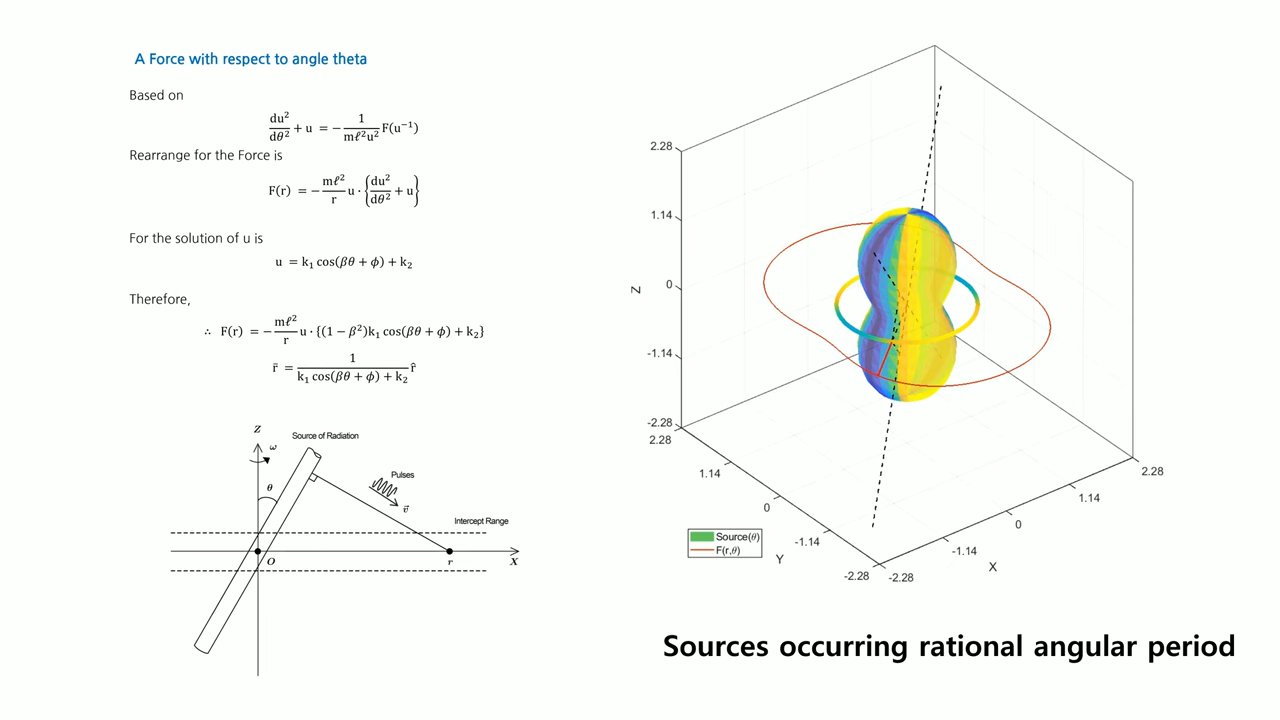 A Force with respect to angle theta
Based on
du²/dθ² + u = − 1/(mℓ²u²) F(u⁻¹)
Rearrange for the Force is
F(r) = − mℓ²/r u · {du²/dθ² + u}
For the solution of u is
u = k₁ cos(βθ + ϕ) + k₂
Therefore,
∴ F(r) = − mℓ²/r u · {(1 − β²)k₁ cos(βθ + ϕ) + k₂}
r̄ = 1/(k₁ cos(βθ + ϕ) + k₂) r̂
Z
ω
Source of Radiation
θ
Pulses
v⃗
Intercept Range
O
r
X
2.28
1.14
0
-1.14
-2.28
Z
2.28
1.14
0
-1.14
-2.28
Y
-2.28
-1.14
0
1.14
2.28
X
Source(θ)
F(r,θ)
Sources occurring rational angular period